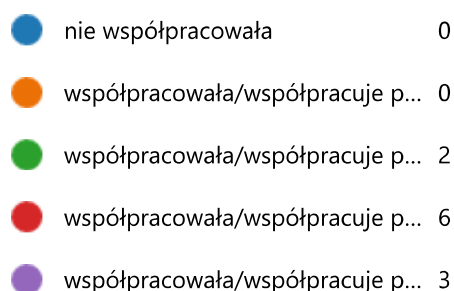 nie współpracowała 0
współpracowała/współpracuje p... 0
współpracowała/współpracuje p... 2
współpracowała/współpracuje p... 6
współpracowała/współpracuje p... 3